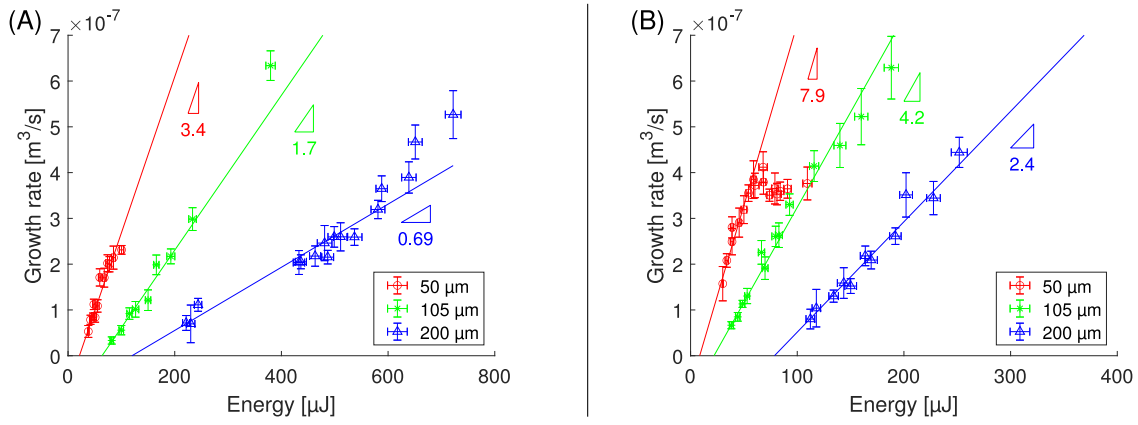 (A)
×10⁻⁷
7
6
5
4
3
2
1
0
Growth rate [m³/s]
3.4
1.7
0.69
50 μm
105 μm
200 μm
0 200 400 600 800
Energy [μJ]
(B)
×10⁻⁷
7
6
5
4
3
2
1
0
Growth rate [m³/s]
7.9
4.2
2.4
50 μm
105 μm
200 μm
0 100 200 300 400
Energy [μJ]